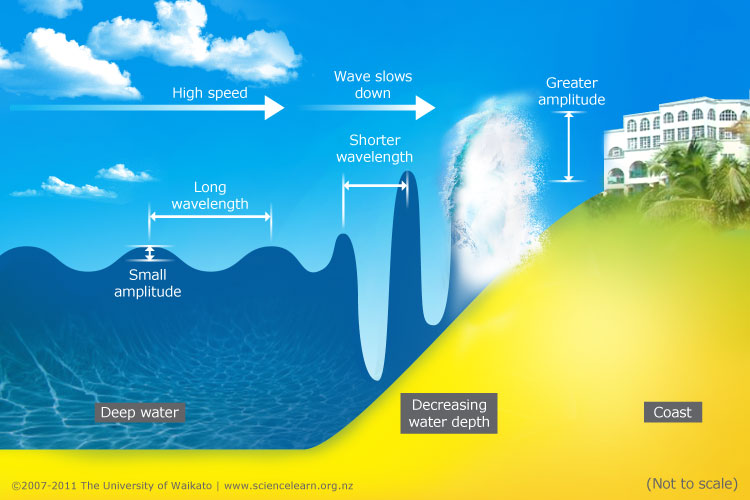 High speed
Wave slows
down
Greater
amplitude
Shorter
wavelength
Long
wavelength
Small
amplitude
Deep water
Decreasing
water depth
Coast
©2007-2011 The University of Waikato | www.sciencelearn.org.nz
(Not to scale)